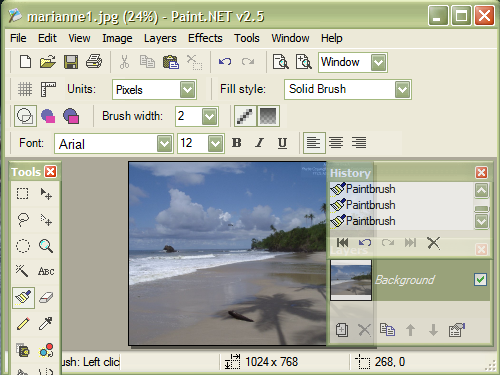 marianne1.jpg (24%) - Paint.NET v2.5
File Edit View Image Layers Effects Tools Window Help
Window
Units: Pixels Fill style: Solid Brush
Brush width: 2
Font: Arial 12 B I U
Tools
History
Paintbrush
Paintbrush
Paintbrush
ABC
Background
ush: Left clic 1024 x 768 268, 0